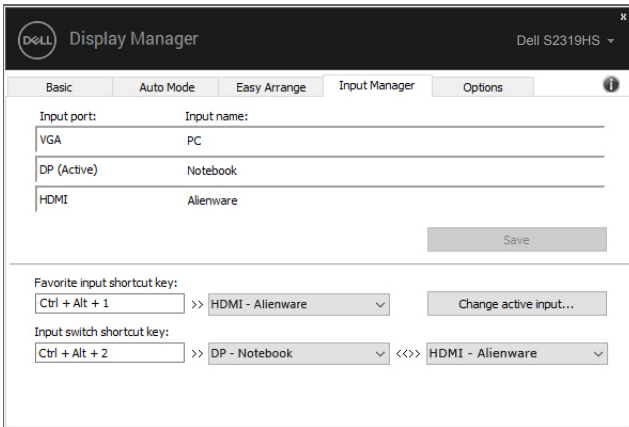 x
DELL Display Manager Dell S2319HS
Basic Auto Mode Easy Arrange Input Manager Options i
Input port: Input name:
VGA PC
DP (Active) Notebook
HDMI Alienware
Save
Favorite input shortcut key:
Ctrl + Alt + 1 >> HDMI - Alienware Change active input...
Input switch shortcut key:
Ctrl + Alt + 2 >> DP - Notebook <<>> HDMI - Alienware